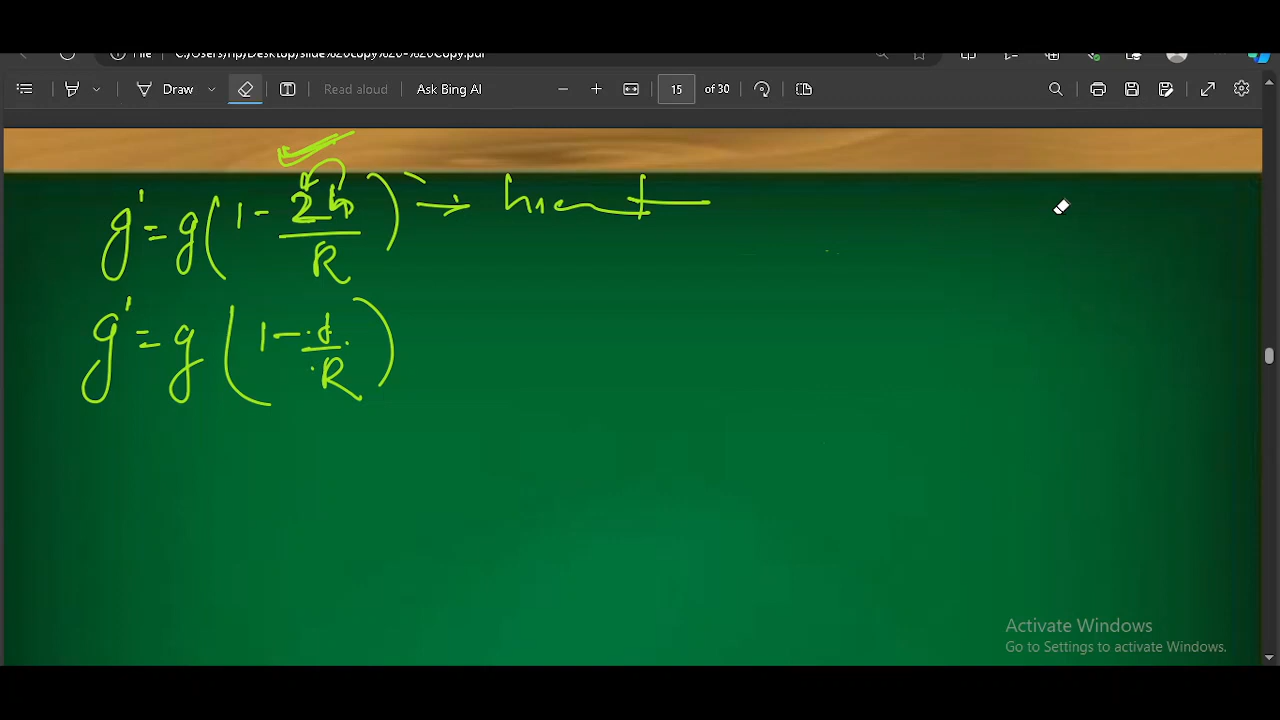 File C:/Users/hp/Desktop/slide%20copy%20-%20Copy.pdf
Draw Read aloud Ask Bing AI 15 of 30
g' = g(1 - 2h/R) →
g' = g(1 - d/R)
Activate Windows
Go to Settings to activate Windows.